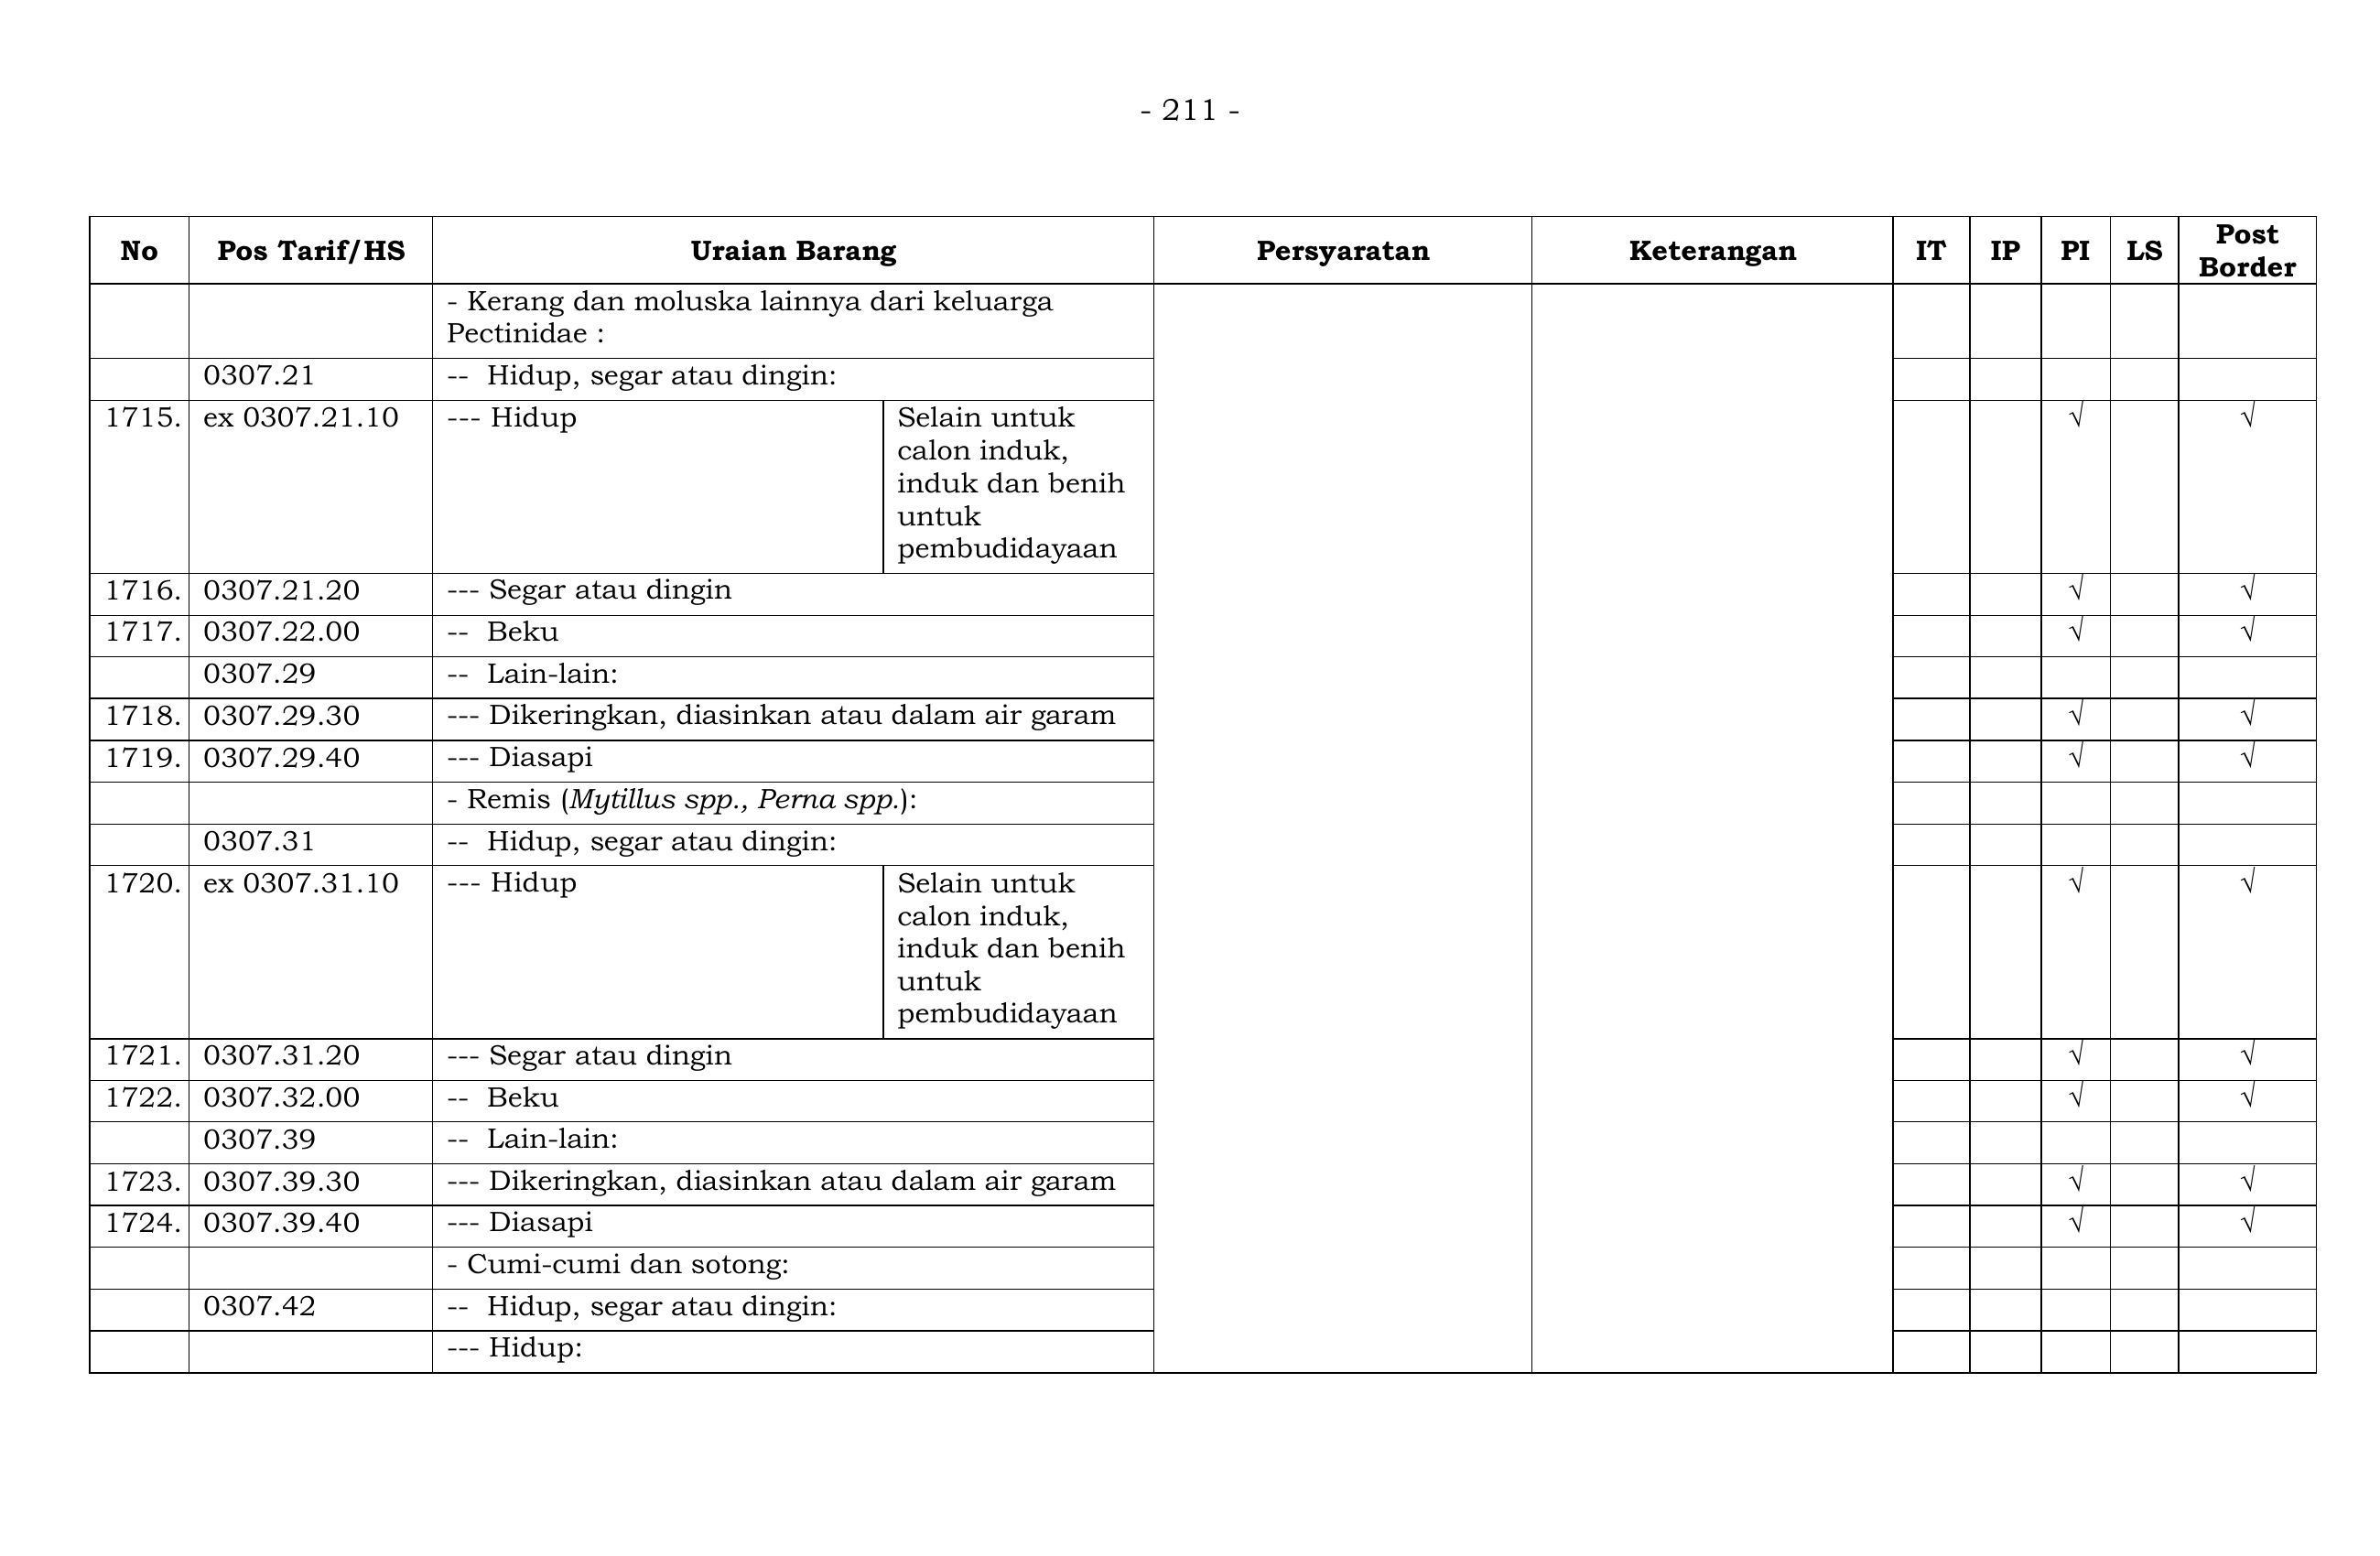 - 211 -
No Pos Tarif/HS Uraian Barang Persyaratan Keterangan IT IP PI LS Post Border
- Kerang dan moluska lainnya dari keluarga
Pectinidae :
0307.21 -- Hidup, segar atau dingin:
1715. ex 0307.21.10 --- Hidup Selain untuk √ √
calon induk,
induk dan benih
untuk
pembudidayaan
1716. 0307.21.20 --- Segar atau dingin √ √
1717. 0307.22.00 -- Beku √ √
0307.29 -- Lain-lain:
1718. 0307.29.30 --- Dikeringkan, diasinkan atau dalam air garam √ √
1719. 0307.29.40 --- Diasapi √ √
- Remis (Mytillus spp., Perna spp.):
0307.31 -- Hidup, segar atau dingin:
1720. ex 0307.31.10 --- Hidup Selain untuk √ √
calon induk,
induk dan benih
untuk
pembudidayaan
1721. 0307.31.20 --- Segar atau dingin √ √
1722. 0307.32.00 -- Beku √ √
0307.39 -- Lain-lain:
1723. 0307.39.30 --- Dikeringkan, diasinkan atau dalam air garam √ √
1724. 0307.39.40 --- Diasapi √ √
- Cumi-cumi dan sotong:
0307.42 -- Hidup, segar atau dingin:
--- Hidup: